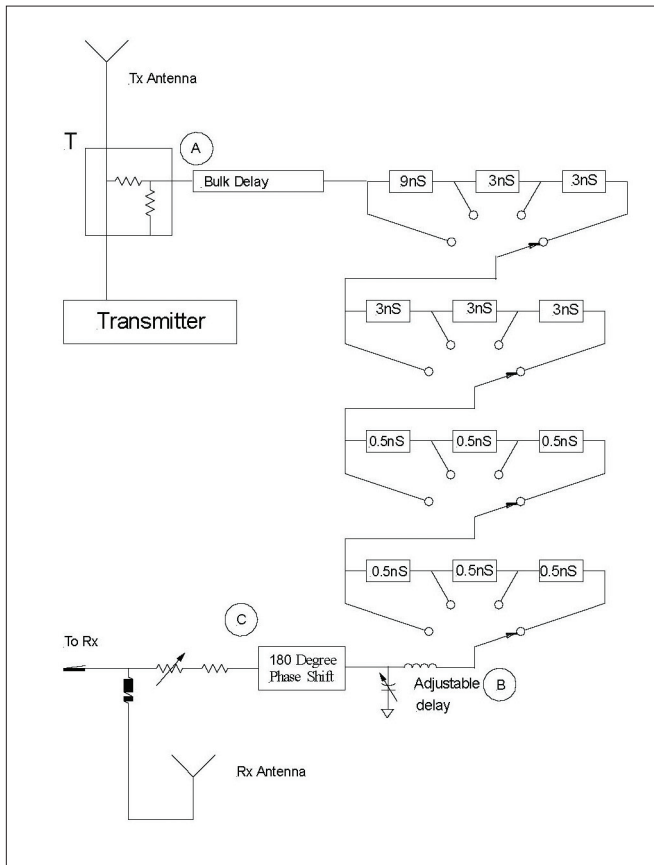 Tx Antenna
T
A
Bulk Delay
9nS
3nS
3nS
Transmitter
3nS
3nS
3nS
0.5nS
0.5nS
0.5nS
0.5nS
0.5nS
0.5nS
C
To Rx
180 Degree
Phase Shift
Adjustable
delay
B
Rx Antenna